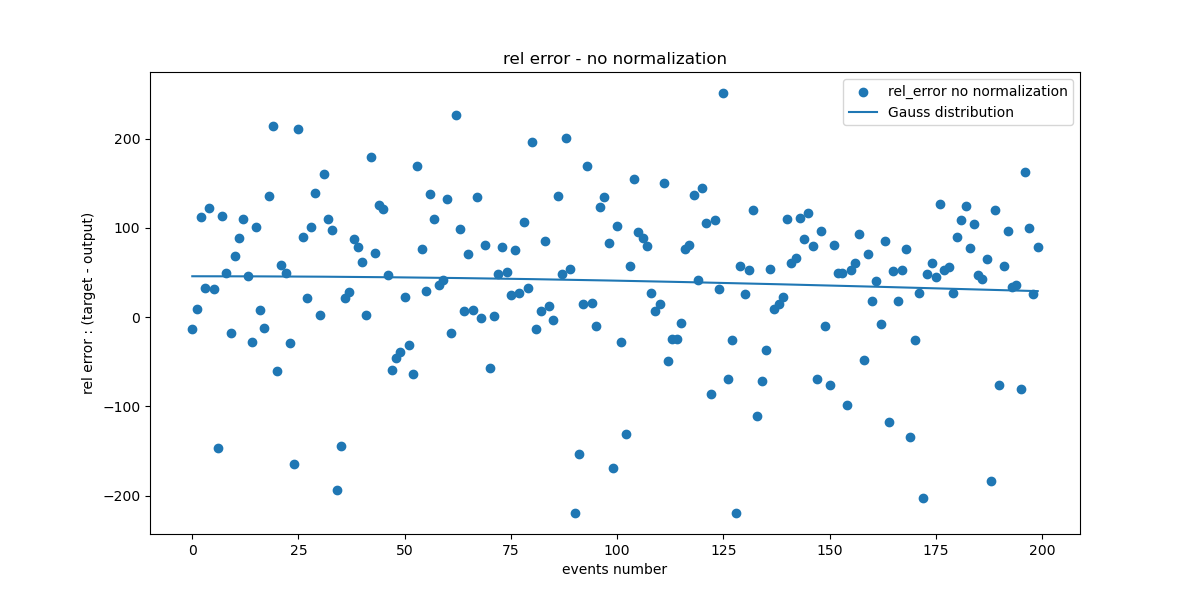 rel error - no normalization
rel_error no normalization
Gauss distribution
rel error : (target - output)
200
100
0
−100
−200
0
25
50
75
100
125
150
175
200
events number